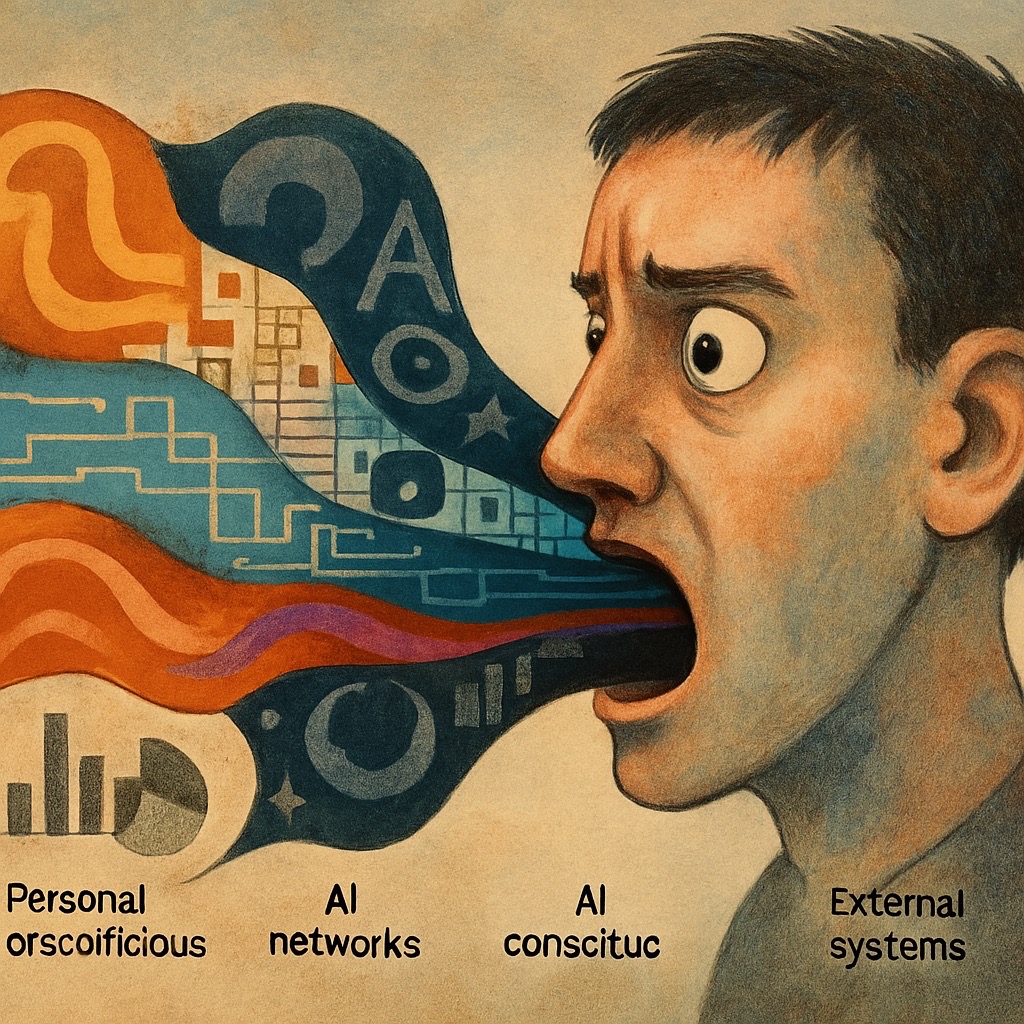 A
Personal
orscoificious
AI
networks
AI
conscituc
External
systems